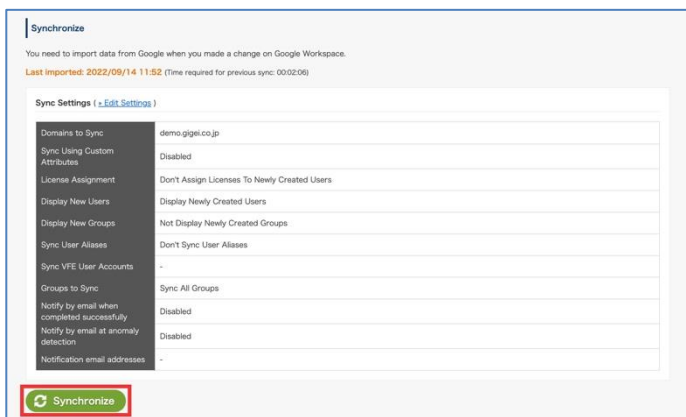 Synchronize
You need to import data from Google when you made a change on Google Workspace.
Last imported: 2022/09/14 11:52 (Time required for previous sync: 00:02:06)
Sync Settings ( » Edit Settings )
Domains to Sync demo.gigei.co.jp
Sync Using Custom
Attributes Disabled
License Assignment Don't Assign Licenses To Newly Created Users
Display New Users Display Newly Created Users
Display New Groups Not Display Newly Created Groups
Sync User Aliases Don't Sync User Aliases
Sync VFE User Accounts -
Groups to Sync Sync All Groups
Notify by email when
completed successfully Disabled
Notify by email at anomaly
detection Disabled
Notification email addresses -
Synchronize